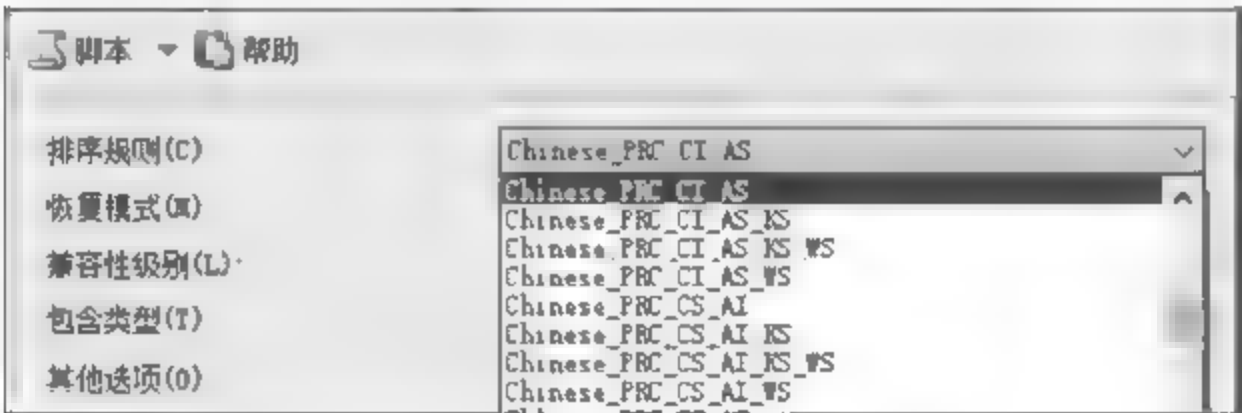 脚本 帮助
排序规则(C)
Chinese_PRC_CI_AS
恢复模式(M)
兼容性级别(L):
包含类型(T)
其他选项(O)
Chinese_PRC_CI_AS
Chinese_PRC_CI_AS_KS
Chinese_PRC_CI_AS_KS_WS
Chinese_PRC_CI_AS_WS
Chinese_PRC_CS_AI
Chinese_PRC_CS_AI_KS
Chinese_PRC_CS_AI_KS_WS
Chinese_PRC_CS_AI_WS